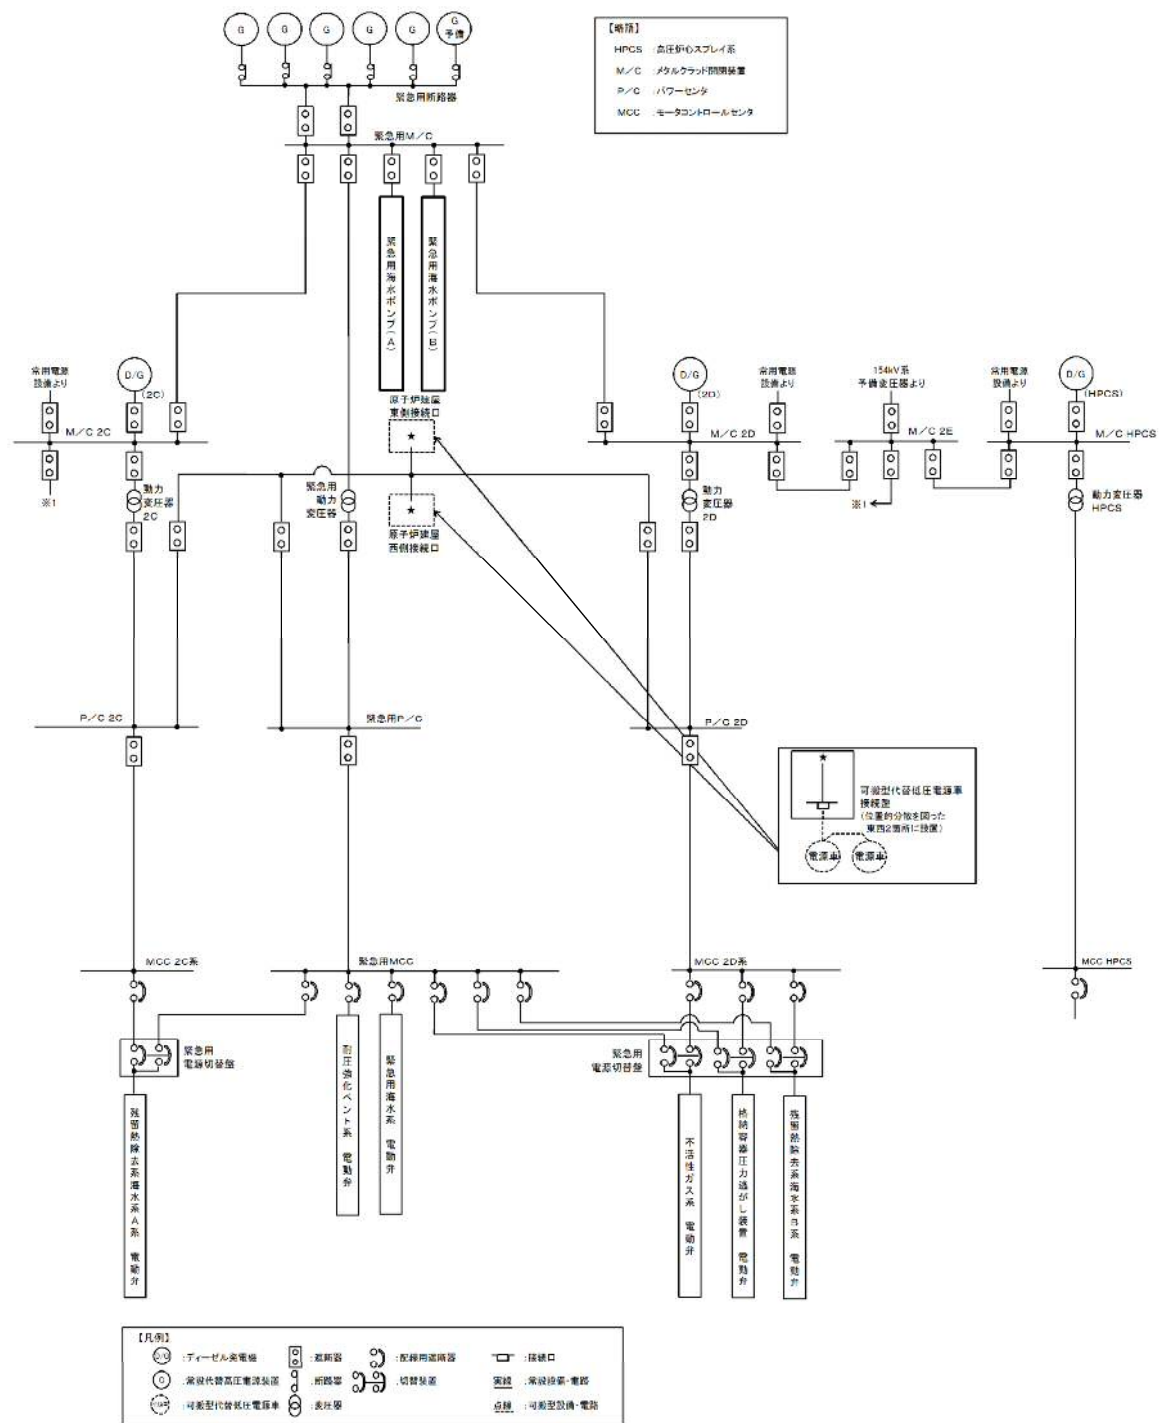 G G G G G G
予備
緊急用断路器
【略語】
HPCS :高圧炉心スプレイ系
M/C :メタルクラッド開閉装置
P/C :パワーセンタ
MCC :モータコントロールセンタ
緊急用M/C
緊急用海水ポンプ(A)
緊急用海水ポンプ(B)
常用電源
設備より
D/G
(2C)
M/C 2C
※1
動力
変圧器
2C
緊急用
動力
変圧器
原子炉建屋
東側接続口
★
★
原子炉建屋
西側接続口
D/G
(2D)
常用電源
設備より
M/C 2D
動力
変圧器
2D
154kV系
予備変圧器より
M/C 2E
※1
常用電源
設備より
D/G
(HPCS)
M/C HPCS
動力変圧器
HPCS
P/C 2C
緊急用P/C
P/C 2D
★
可搬型代替低圧電源車
接続盤
(位置的分散を図った
東西2箇所に設置)
電源車 電源車
MCC 2C系
緊急用MCC
MCC 2D系
MCC HPCS
緊急用
電源切替盤
緊急用
電源切替盤
残留熱除去系海水系A系 電動弁
耐圧強化ベント系 電動弁
緊急用海水系 電動弁
不活性ガス系 電動弁
格納容器圧力逃がし装置 電動弁
残留熱除去系海水系B系 電動弁
【凡例】
D/G :ディーゼル発電機 :遮断器 :配線用遮断器 :接続口
G :常設代替高圧電源装置 :断路器 :切替装置 実線 :常設設備・電路
電源車 :可搬型代替低圧電源車 :変圧器 点線 :可搬型設備・電路